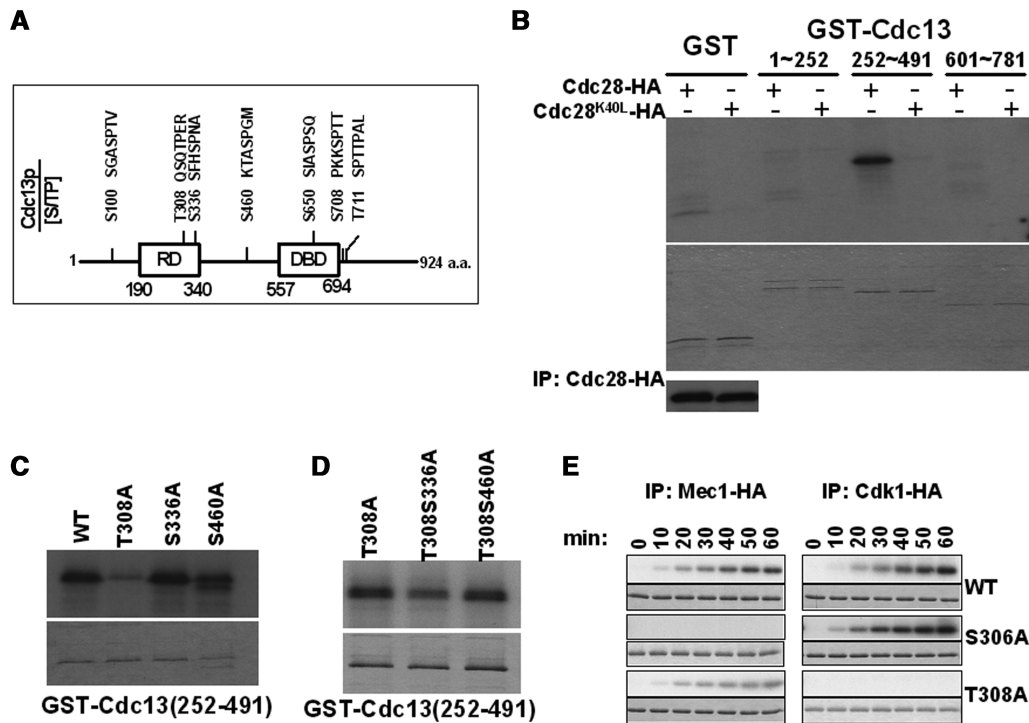 A
Cdc13p
[S/TP]
S100 SGASPTV
T308 QSQTPER
S336 SFHSPNA
S460 KTASPGM
S650 SIASPSQ
S708 PKKSPTT
T711 SPTTPAL
1
RD
DBD
924 a.a.
190
340
557
694
B
GST
GST-Cdc13
1~252
252~491
601~781
Cdc28-HA
+ - + - + - + -
Cdc28K40L-HA
- + - + - + - +
IP: Cdc28-HA
C
WT
T308A
S336A
S460A
GST-Cdc13(252-491)
D
T308A
T308S336A
T308S460A
GST-Cdc13(252-491)
E
IP: Mec1-HA
IP: Cdk1-HA
min:
0 10 20 30 40 50 60
0 10 20 30 40 50 60
WT
S306A
T308A